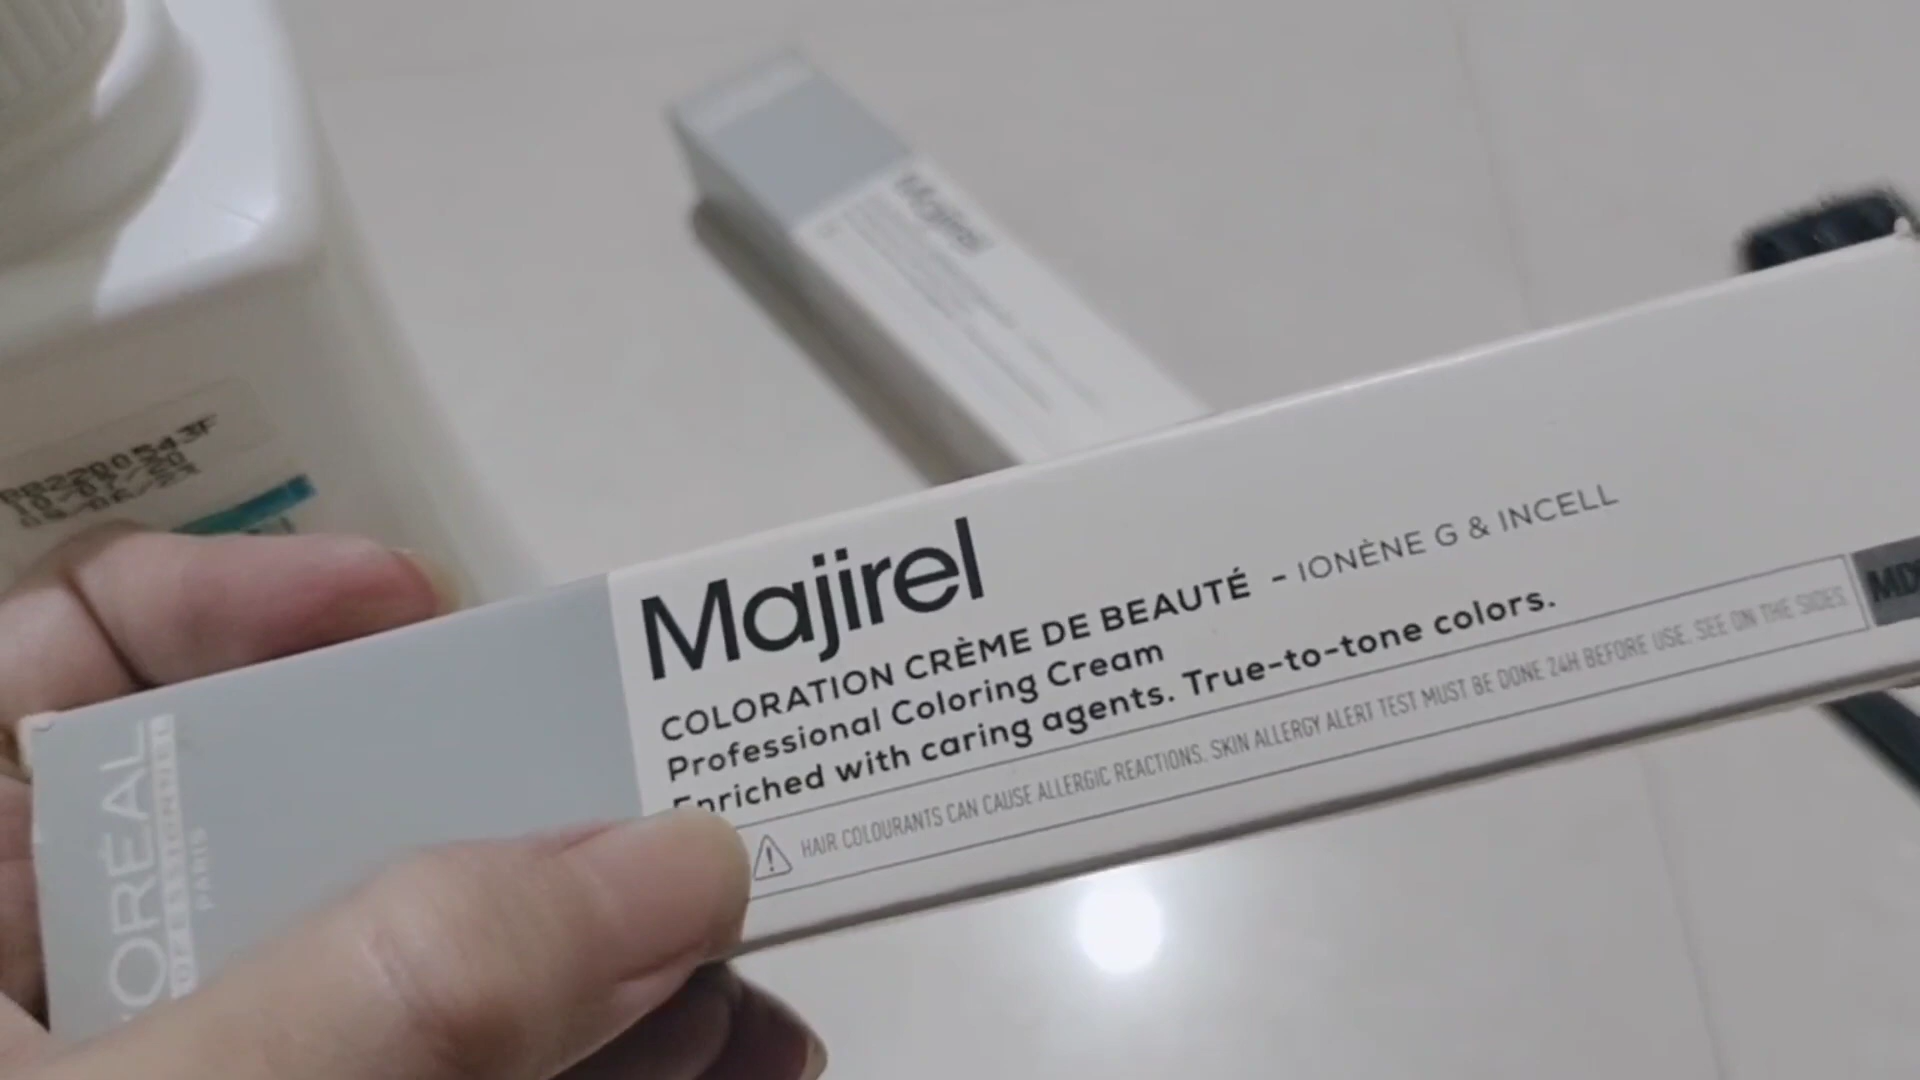 Majirel
Majirel
COLORATION CRÈME DE BEAUTÉ - IONÈNE G & INCELL
Professional Coloring Cream
Enriched with caring agents. True-to-tone colors.
HAIR COLOURANTS CAN CAUSE ALLERGIC REACTIONS. SKIN ALLERGY ALERT TEST MUST BE DONE 24H BEFORE USE. SEE ON THE SIDES.
L'ORÉAL
PROFESSIONNEL
PARIS